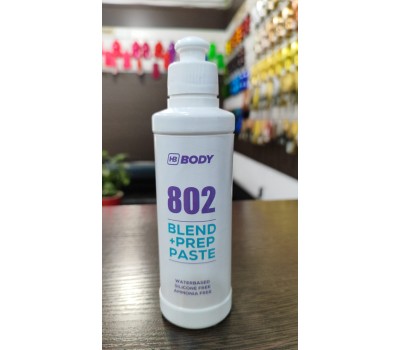 HB BODY
802
BLEND
+PREP
PASTE
WATERBASED
SILICONE FREE
AMMONIA FREE